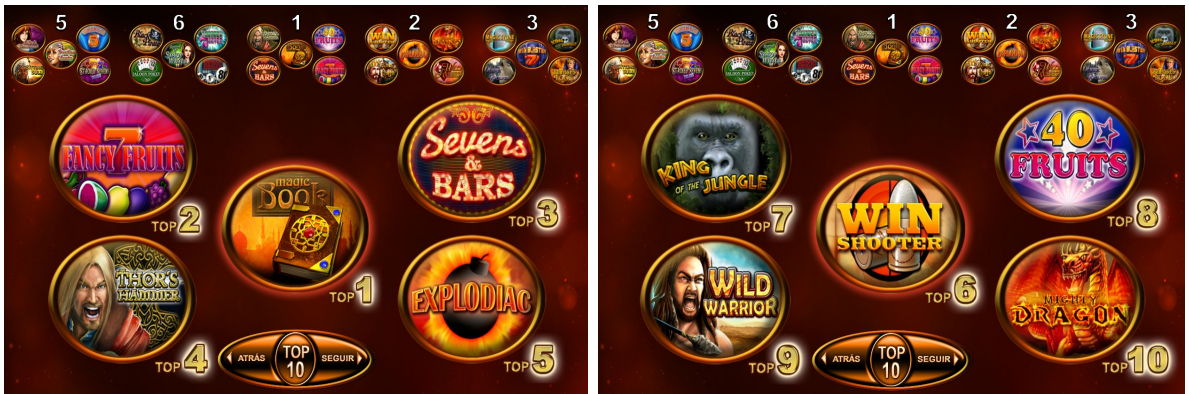 5 6 1 2 3
7
FANCY FRUITS
TOP 2
magic
Book
TOP 1
Sevens
&
BARS
TOP 3
THOR'S
HAMMER
TOP 4
EXPLODIAC
TOP 5
ATRÁS
TOP
10
SEGUIR
5 6 1 2 3
KING
OF THE JUNGLE
TOP 7
WIN
SHOOTER
TOP 6
40
FRUITS
TOP 8
WILD
WARRIOR
TOP 9
MIGHTY
DRAGON
TOP 10
ATRÁS
TOP
10
SEGUIR